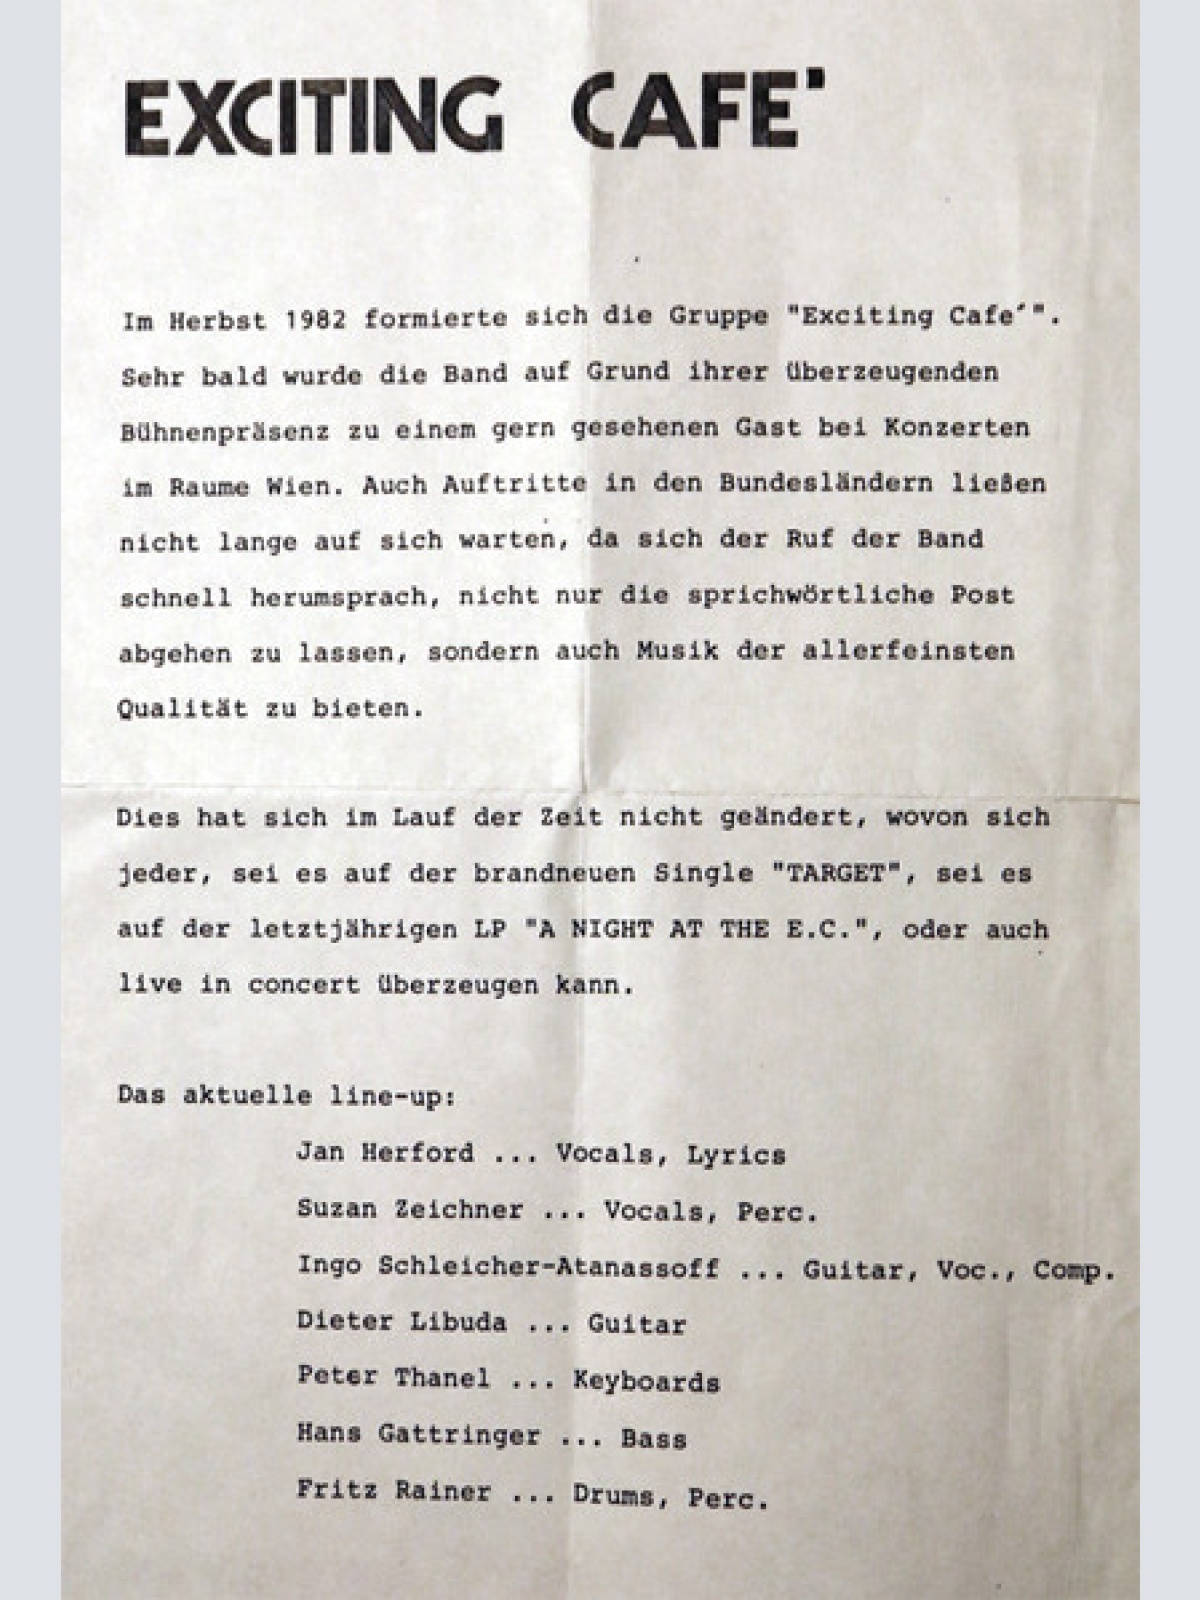 EXCITING CAFE'
Im Herbst 1982 formierte sich die Gruppe "Exciting Cafe´".
Sehr bald wurde die Band auf Grund ihrer überzeugenden
Bühnenpräsenz zu einem gern gesehenen Gast bei Konzerten
im Raume Wien. Auch Auftritte in den Bundesländern ließen
nicht lange auf sich warten, da sich der Ruf der Band
schnell herumsprach, nicht nur die sprichwörtliche Post
abgehen zu lassen, sondern auch Musik der allerfeinsten
Qualität zu bieten.
Dies hat sich im Lauf der Zeit nicht geändert, wovon sich
jeder, sei es auf der brandneuen Single "TARGET", sei es
auf der letztjährigen LP "A NIGHT AT THE E.C.", oder auch
live in concert überzeugen kann.
Das aktuelle line-up:
Jan Herford ... Vocals, Lyrics
Suzan Zeichner ... Vocals, Perc.
Ingo Schleicher-Atanassoff ... Guitar, Voc., Comp.
Dieter Libuda ... Guitar
Peter Thanel ... Keyboards
Hans Gattringer ... Bass
Fritz Rainer ... Drums, Perc.